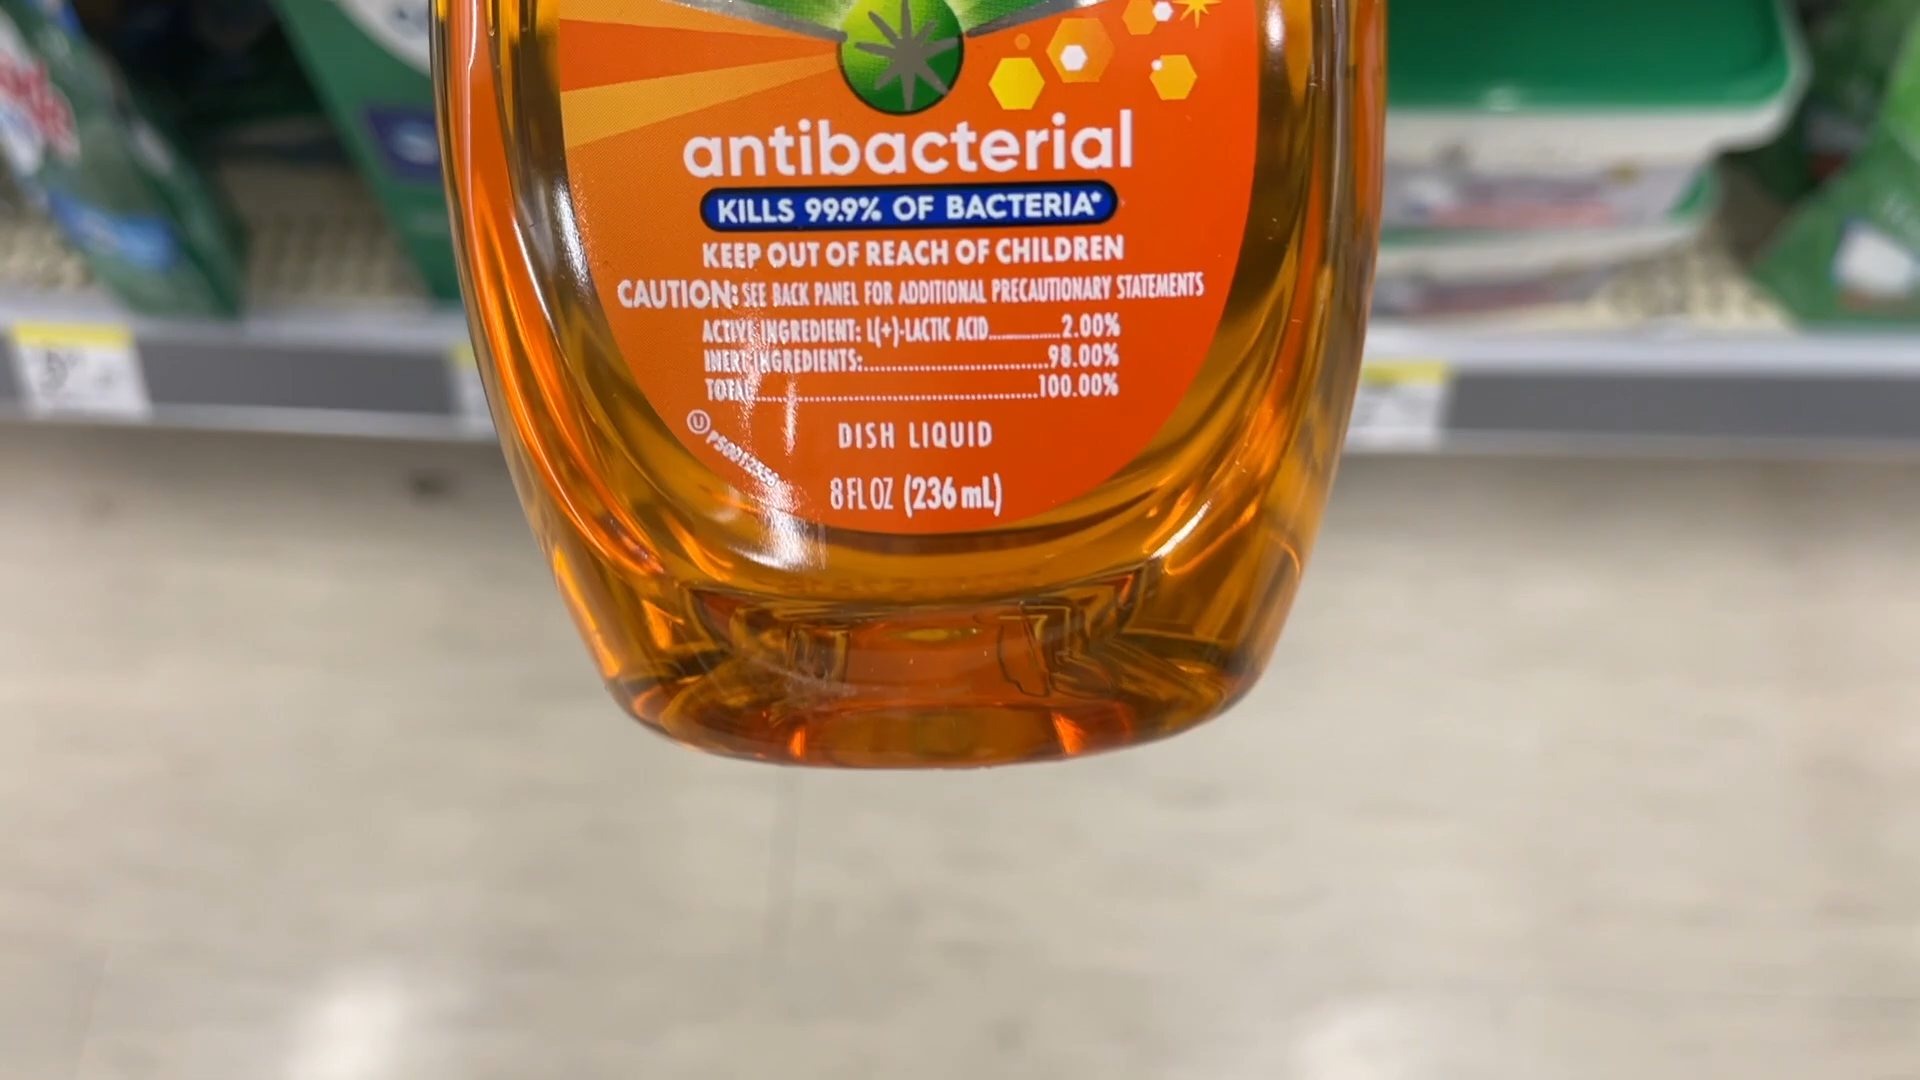 antibacterial
KILLS 99.9% OF BACTERIA*
KEEP OUT OF REACH OF CHILDREN
CAUTION: SEE BACK PANEL FOR ADDITIONAL PRECAUTIONARY STATEMENTS
ACTIVE INGREDIENT: L(+)-LACTIC ACID..............2.00%
INERT INGREDIENTS:....................................98.00%
TOTAL......................................................100.00%
U P50012556
DISH LIQUID
8 FL OZ (236 mL)